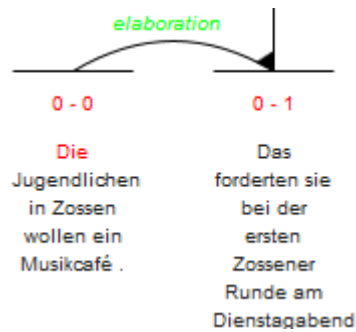 elaboration
0 - 0
0 - 1
Die
Jugendlichen
in Zossen
wollen ein
Musikcafé .
Das
forderten sie
bei der
ersten
Zossener
Runde am
Dienstagabend